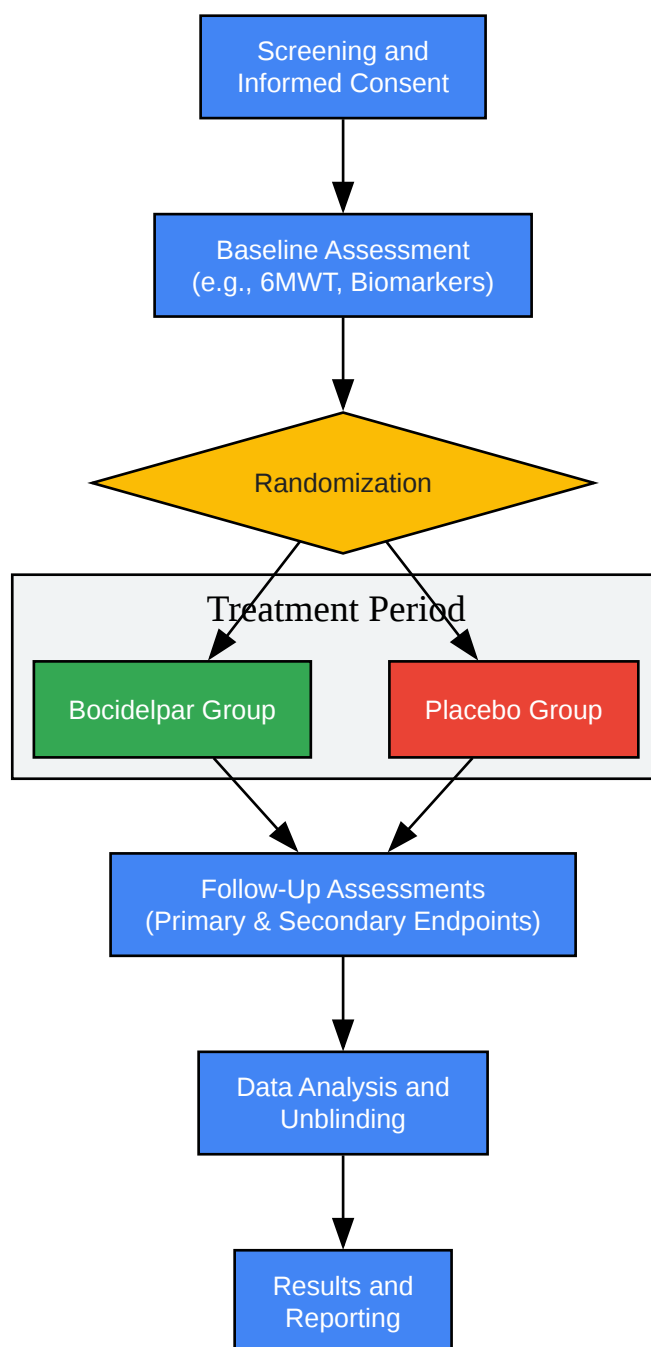 Screening and
Informed Consent
Baseline Assessment
(e.g., 6MWT, Biomarkers)
Randomization
Treatment Period
Bocidelpar Group
Placebo Group
Follow-Up Assessments
(Primary & Secondary Endpoints)
Data Analysis and
Unblinding
Results and
Reporting